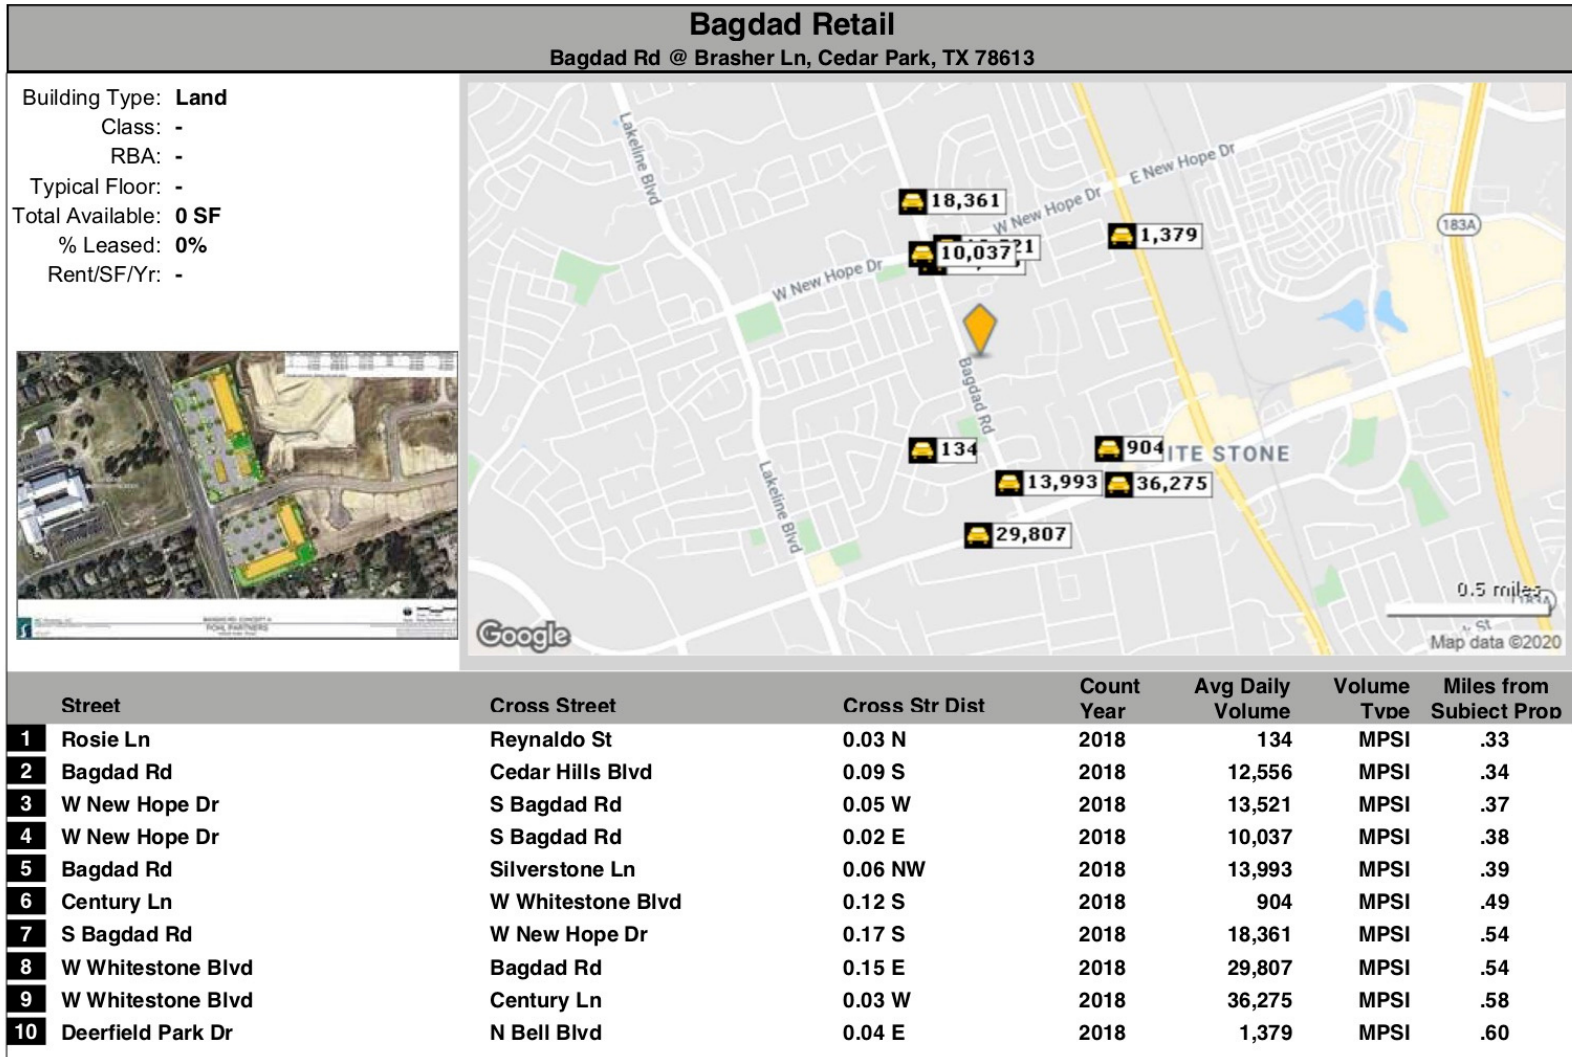 Bagdad Retail
Bagdad Rd @ Brasher Ln, Cedar Park, TX 78613
Building Type: Land
Class: -
RBA: -
Typical Floor: -
Total Available: 0 SF
% Leased: 0%
Rent/SF/Yr: -
POHL PARTNERS
Lakeline Blvd
E New Hope Dr
W New Hope Dr
18,361
1,379
183A
10,037
W New Hope Dr
Bagdad Rd
134
904
ITE STONE
13,993
36,275
Lakeline Blvd
29,807
0.5 miles
183A
St
Google
Map data ©2020
Street Cross Street Cross Str Dist Count Year Avg Daily Volume Volume Type Miles from Subject Prop
1 Rosie Ln Reynaldo St 0.03 N 2018 134 MPSI .33
2 Bagdad Rd Cedar Hills Blvd 0.09 S 2018 12,556 MPSI .34
3 W New Hope Dr S Bagdad Rd 0.05 W 2018 13,521 MPSI .37
4 W New Hope Dr S Bagdad Rd 0.02 E 2018 10,037 MPSI .38
5 Bagdad Rd Silverstone Ln 0.06 NW 2018 13,993 MPSI .39
6 Century Ln W Whitestone Blvd 0.12 S 2018 904 MPSI .49
7 S Bagdad Rd W New Hope Dr 0.17 S 2018 18,361 MPSI .54
8 W Whitestone Blvd Bagdad Rd 0.15 E 2018 29,807 MPSI .54
9 W Whitestone Blvd Century Ln 0.03 W 2018 36,275 MPSI .58
10 Deerfield Park Dr N Bell Blvd 0.04 E 2018 1,379 MPSI .60